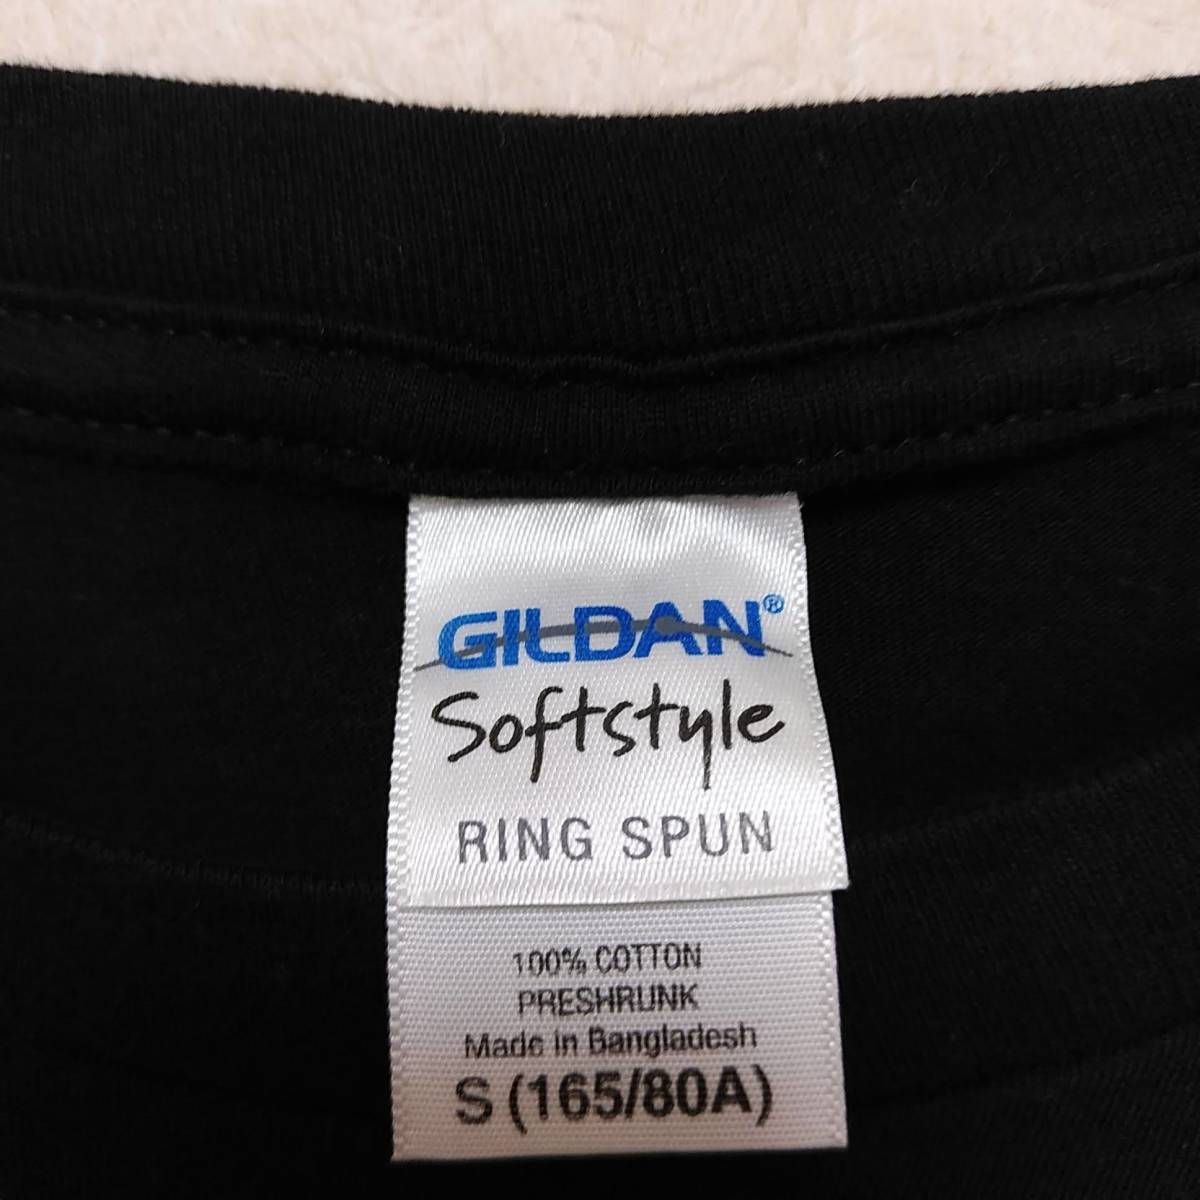 GILDAN®
Softstyle
RING SPUN
100% COTTON
PRESHRUNK
Made in Bangladesh
S (165/80A)